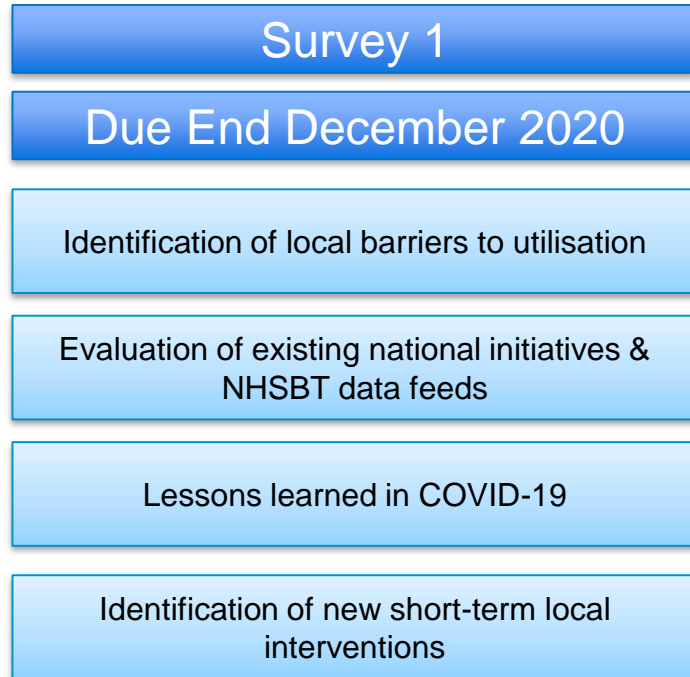 Survey 1
Due End December 2020
Identification of local barriers to utilisation
Evaluation of existing national initiatives &
NHSBT data feeds
Lessons learned in COVID-19
Identification of new short-term local
interventions